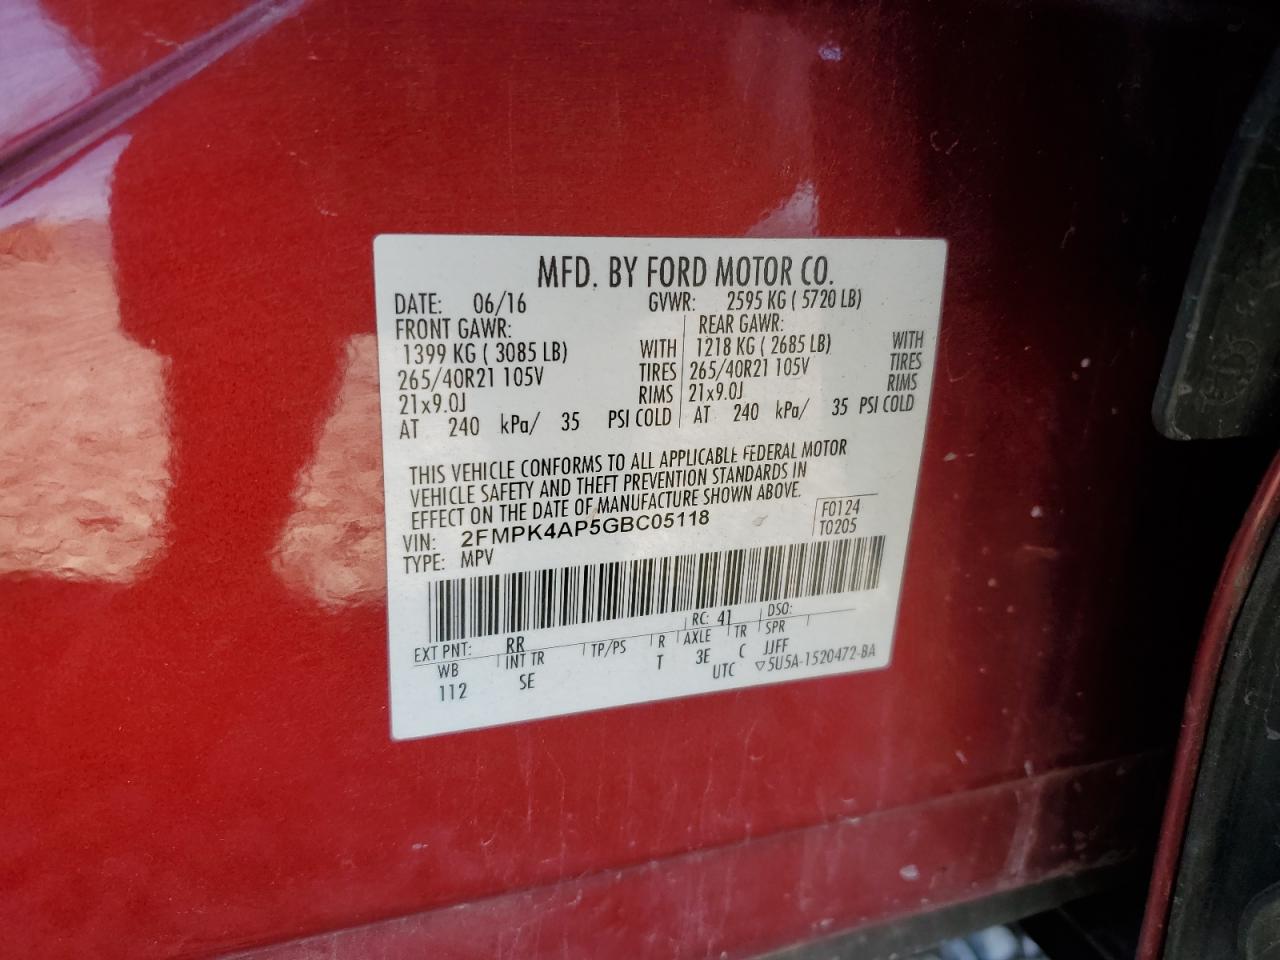 MFD. BY FORD MOTOR CO.
DATE: 06/16 GVWR: 2595 KG ( 5720 LB)
FRONT GAWR: REAR GAWR:
1399 KG ( 3085 LB) WITH 1218 KG ( 2685 LB) WITH
265/40R21 105V TIRES 265/40R21 105V TIRES
21x9.0J RIMS 21x9.0J RIMS
AT 240 kPa/ 35 PSI COLD AT 240 kPa/ 35 PSI COLD
THIS VEHICLE CONFORMS TO ALL APPLICABLE FEDERAL MOTOR
VEHICLE SAFETY AND THEFT PREVENTION STANDARDS IN
EFFECT ON THE DATE OF MANUFACTURE SHOWN ABOVE.
VIN: 2FMPK4AP5GBC05118 F0124
TYPE: MPV T0205
EXT PNT: RR RC: 41 DSO:
WB INT TR TP/PS R AXLE TR SPR
112 SE T 3E C JJFF
UTC ▽5U5A-1520472-BA